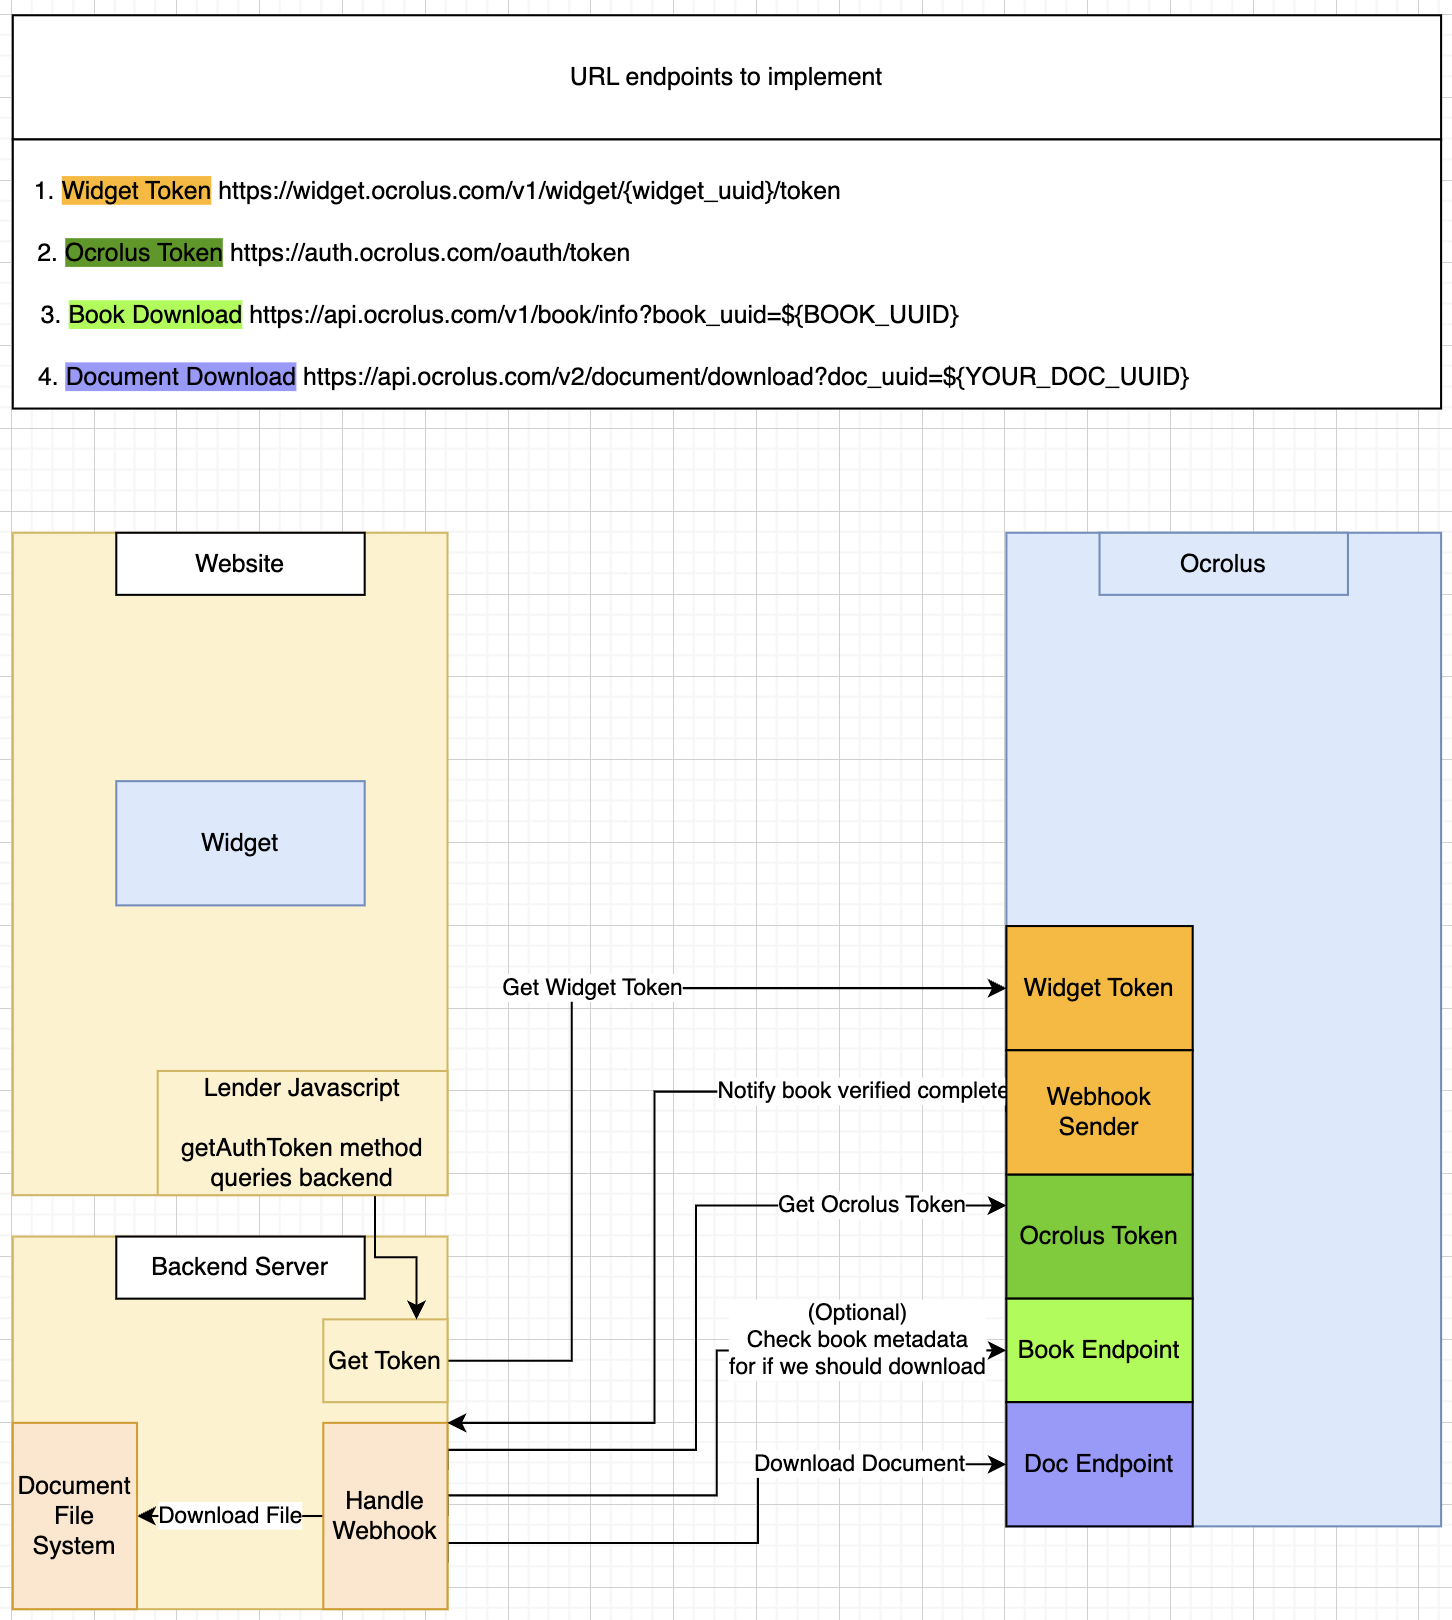 URL endpoints to implement
1. Widget Token https://widget.ocrolus.com/v1/widget/{widget_uuid}/token
2. Ocrolus Token https://auth.ocrolus.com/oauth/token
3. Book Download https://api.ocrolus.com/v1/book/info?book_uuid=${BOOK_UUID}
4. Document Download https://api.ocrolus.com/v2/document/download?doc_uuid=${YOUR_DOC_UUID}
Website
Ocrolus
Widget
Get Widget Token
Widget Token
Lender Javascript
getAuthToken method
queries backend
Notify book verified complete
Webhook
Sender
Get Ocrolus Token
Ocrolus Token
Backend Server
Get Token
(Optional)
Check book metadata
for if we should download
Book Endpoint
Download Document
Doc Endpoint
Document
File
System
Download File
Handle
Webhook